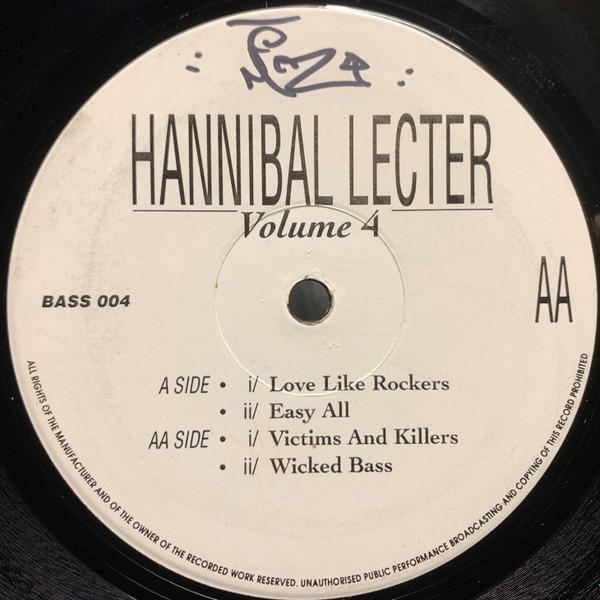 HANNIBAL LECTER
Volume 4
BASS 004
AA
A SIDE • i/ Love Like Rockers
• ii/ Easy All
AA SIDE • i/ Victims And Killers
• ii/ Wicked Bass
ALL RIGHTS OF THE MANUFACTURER AND OF THE OWNER OF THE RECORDED WORK RESERVED. UNAUTHORISED PUBLIC PERFORMANCE BROADCASTING AND COPYING OF THIS RECORD PROHIBITED